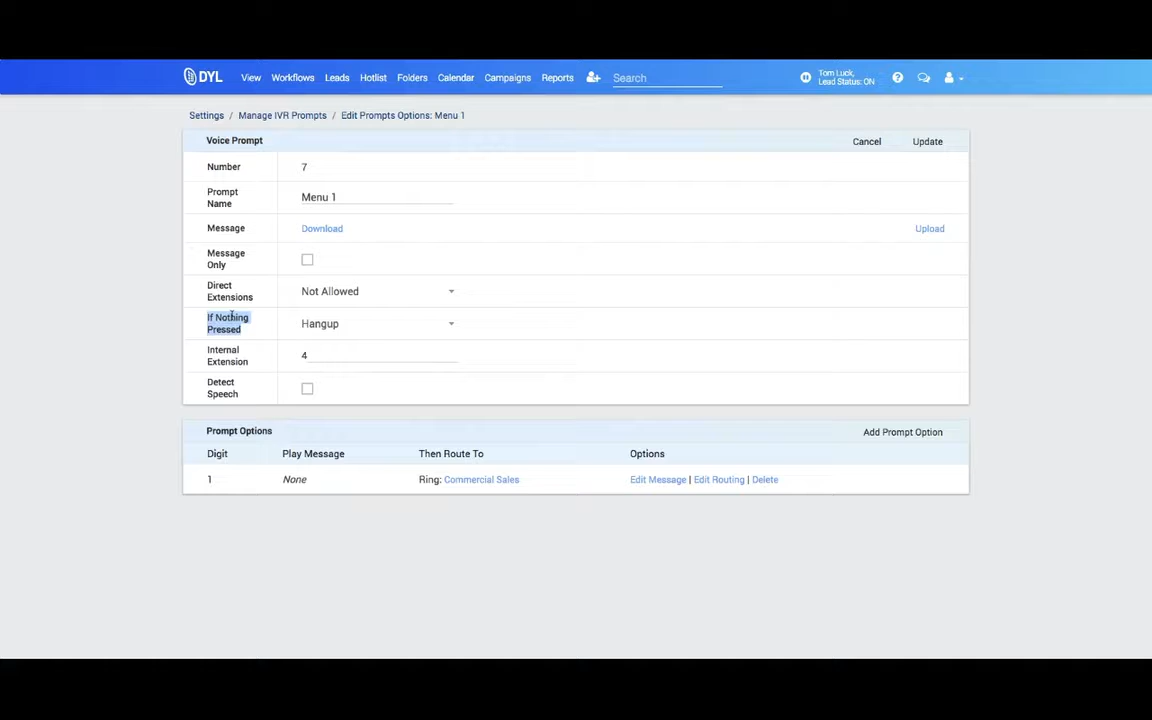 DYL View Workflows Leads Hotlist Folders Calendar Campaigns Reports Search Tom Luck,
Lead Status: ON
Settings / Manage IVR Prompts / Edit Prompts Options: Menu 1
Voice Prompt Cancel Update
Number 7
Prompt
Name Menu 1
Message Download Upload
Message
Only
Direct
Extensions Not Allowed
If Nothing
Pressed Hangup
Internal
Extension 4
Detect
Speech
Prompt Options Add Prompt Option
Digit Play Message Then Route To Options
1 None Ring: Commercial Sales Edit Message | Edit Routing | Delete